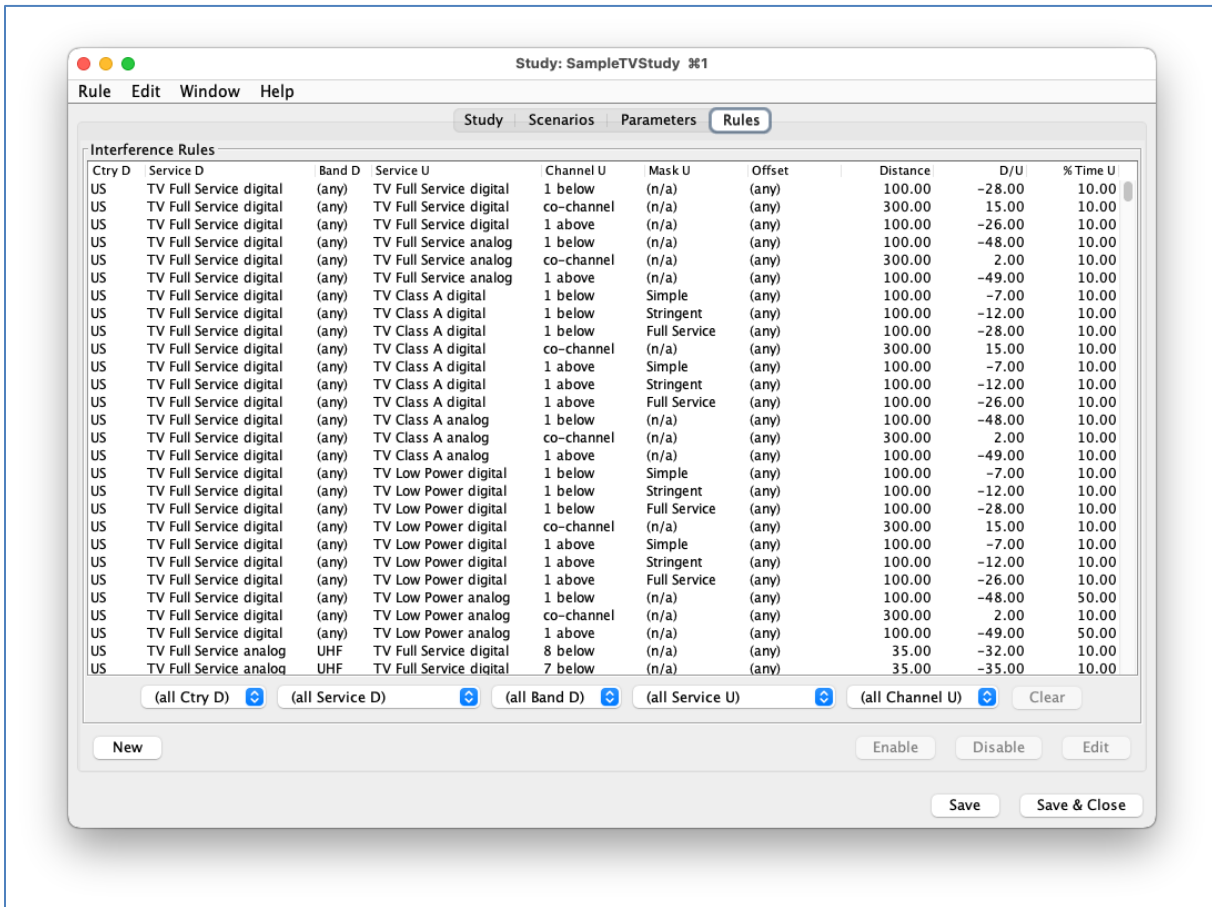 Study: SampleTVStudy ⌘1
Rule Edit Window Help
Study Scenarios Parameters Rules
Interference Rules
Ctry D Service D Band D Service U Channel U Mask U Offset Distance D/U % Time U
US TV Full Service digital (any) TV Full Service digital 1 below (n/a) (any) 100.00 -28.00 10.00
US TV Full Service digital (any) TV Full Service digital co-channel (n/a) (any) 300.00 15.00 10.00
US TV Full Service digital (any) TV Full Service digital 1 above (n/a) (any) 100.00 -26.00 10.00
US TV Full Service digital (any) TV Full Service analog 1 below (n/a) (any) 100.00 -48.00 10.00
US TV Full Service digital (any) TV Full Service analog co-channel (n/a) (any) 300.00 2.00 10.00
US TV Full Service digital (any) TV Full Service analog 1 above (n/a) (any) 100.00 -49.00 10.00
US TV Full Service digital (any) TV Class A digital 1 below Simple (any) 100.00 -7.00 10.00
US TV Full Service digital (any) TV Class A digital 1 below Stringent (any) 100.00 -12.00 10.00
US TV Full Service digital (any) TV Class A digital 1 below Full Service (any) 100.00 -28.00 10.00
US TV Full Service digital (any) TV Class A digital co-channel (n/a) (any) 300.00 15.00 10.00
US TV Full Service digital (any) TV Class A digital 1 above Simple (any) 100.00 -7.00 10.00
US TV Full Service digital (any) TV Class A digital 1 above Stringent (any) 100.00 -12.00 10.00
US TV Full Service digital (any) TV Class A digital 1 above Full Service (any) 100.00 -26.00 10.00
US TV Full Service digital (any) TV Class A analog 1 below (n/a) (any) 100.00 -48.00 10.00
US TV Full Service digital (any) TV Class A analog co-channel (n/a) (any) 300.00 2.00 10.00
US TV Full Service digital (any) TV Class A analog 1 above (n/a) (any) 100.00 -49.00 10.00
US TV Full Service digital (any) TV Low Power digital 1 below Simple (any) 100.00 -7.00 10.00
US TV Full Service digital (any) TV Low Power digital 1 below Stringent (any) 100.00 -12.00 10.00
US TV Full Service digital (any) TV Low Power digital 1 below Full Service (any) 100.00 -28.00 10.00
US TV Full Service digital (any) TV Low Power digital co-channel (n/a) (any) 300.00 15.00 10.00
US TV Full Service digital (any) TV Low Power digital 1 above Simple (any) 100.00 -7.00 10.00
US TV Full Service digital (any) TV Low Power digital 1 above Stringent (any) 100.00 -12.00 10.00
US TV Full Service digital (any) TV Low Power digital 1 above Full Service (any) 100.00 -26.00 10.00
US TV Full Service digital (any) TV Low Power analog 1 below (n/a) (any) 100.00 -48.00 50.00
US TV Full Service digital (any) TV Low Power analog co-channel (n/a) (any) 300.00 2.00 10.00
US TV Full Service digital (any) TV Low Power analog 1 above (n/a) (any) 100.00 -49.00 50.00
US TV Full Service analog UHF TV Full Service digital 8 below (n/a) (any) 35.00 -32.00 10.00
US TV Full Service analog UHF TV Full Service digital 7 below (n/a) (any) 35.00 -35.00 10.00
(all Ctry D) (all Service D) (all Band D) (all Service U) (all Channel U) Clear
New Enable Disable Edit
Save Save & Close